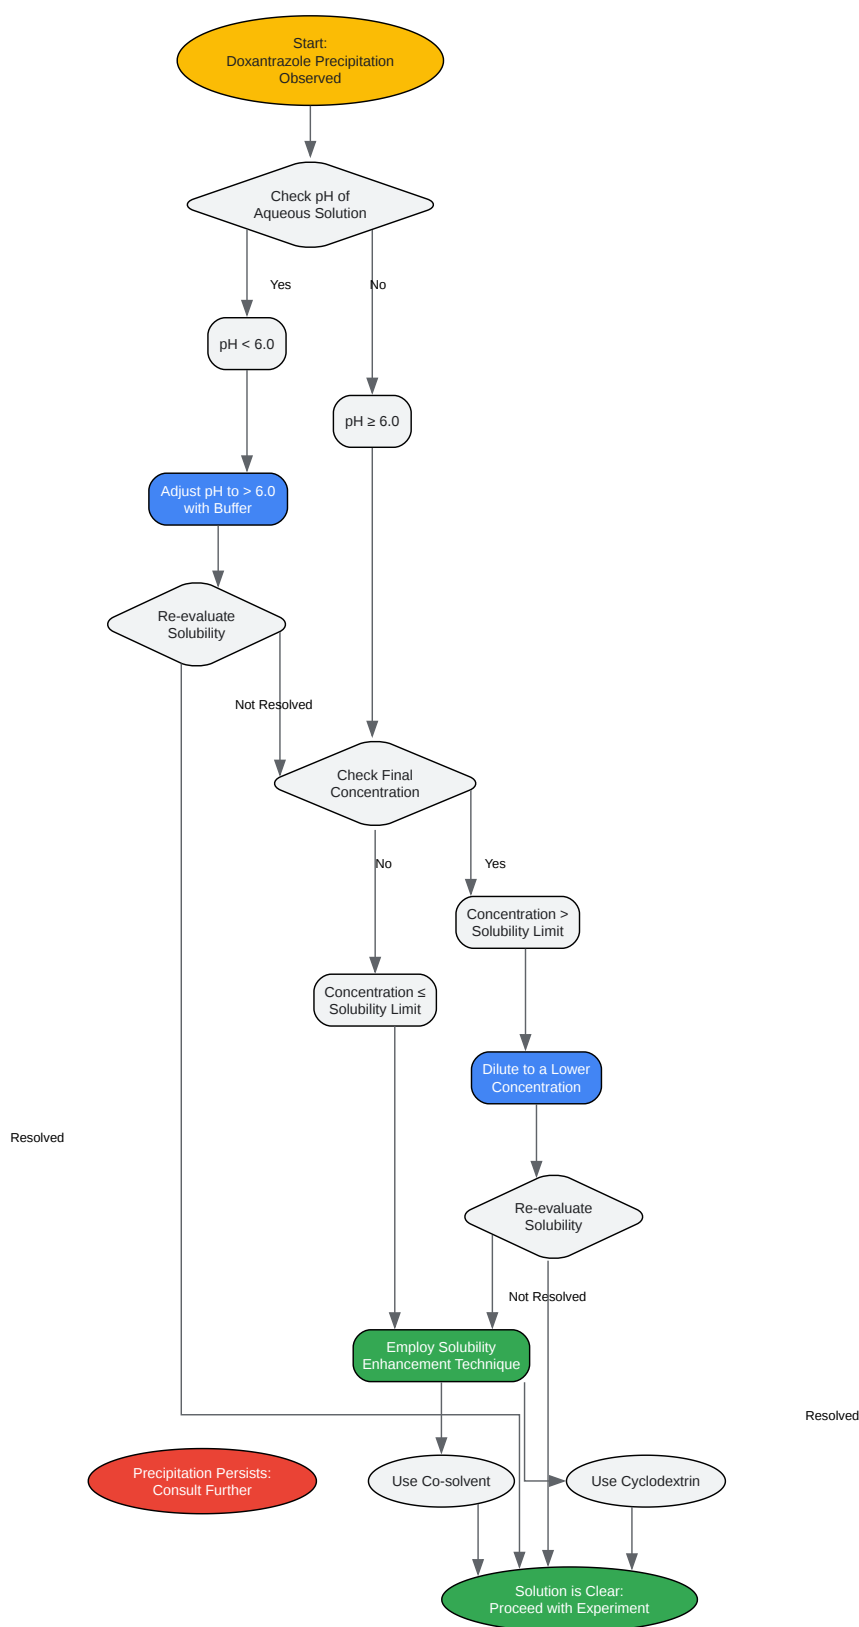 Start:
Doxantrazole Precipitation
Observed
Check pH of
Aqueous Solution
Yes
No
pH < 6.0
pH ≥ 6.0
Adjust pH to > 6.0
with Buffer
Re-evaluate
Solubility
Not Resolved
Check Final
Concentration
No
Yes
Concentration >
Solubility Limit
Concentration ≤
Solubility Limit
Dilute to a Lower
Concentration
Resolved
Re-evaluate
Solubility
Not Resolved
Employ Solubility
Enhancement Technique
Resolved
Precipitation Persists:
Consult Further
Use Co-solvent
Use Cyclodextrin
Solution is Clear:
Proceed with Experiment